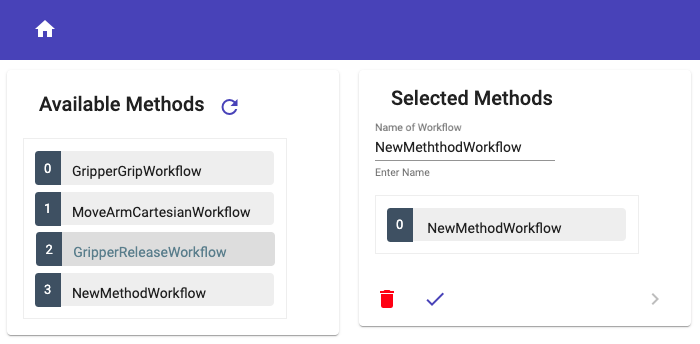 Available Methods
0 GripperGripWorkflow
1 MoveArmCartesianWorkflow
2 GripperReleaseWorkflow
3 NewMethodWorkflow
Selected Methods
Name of Workflow
NewMeththodWorkflow
Enter Name
0 NewMethodWorkflow